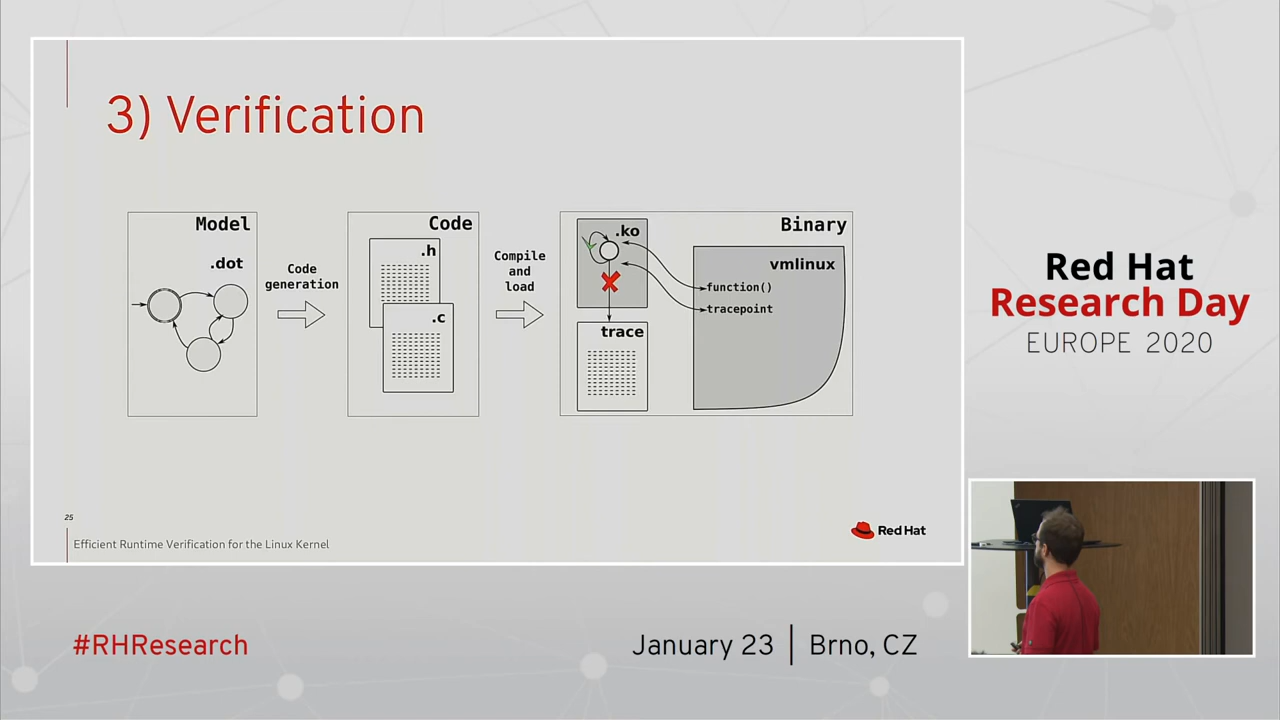 3) Verification
Model
.dot
Code
generation
Code
.h
.c
Compile
and
load
Binary
.ko
trace
vmlinux
function()
tracepoint
25
Efficient Runtime Verification for the Linux Kernel
Red Hat
Red Hat
Research Day
EUROPE 2020
#RHResearch
January 23 | Brno, CZ